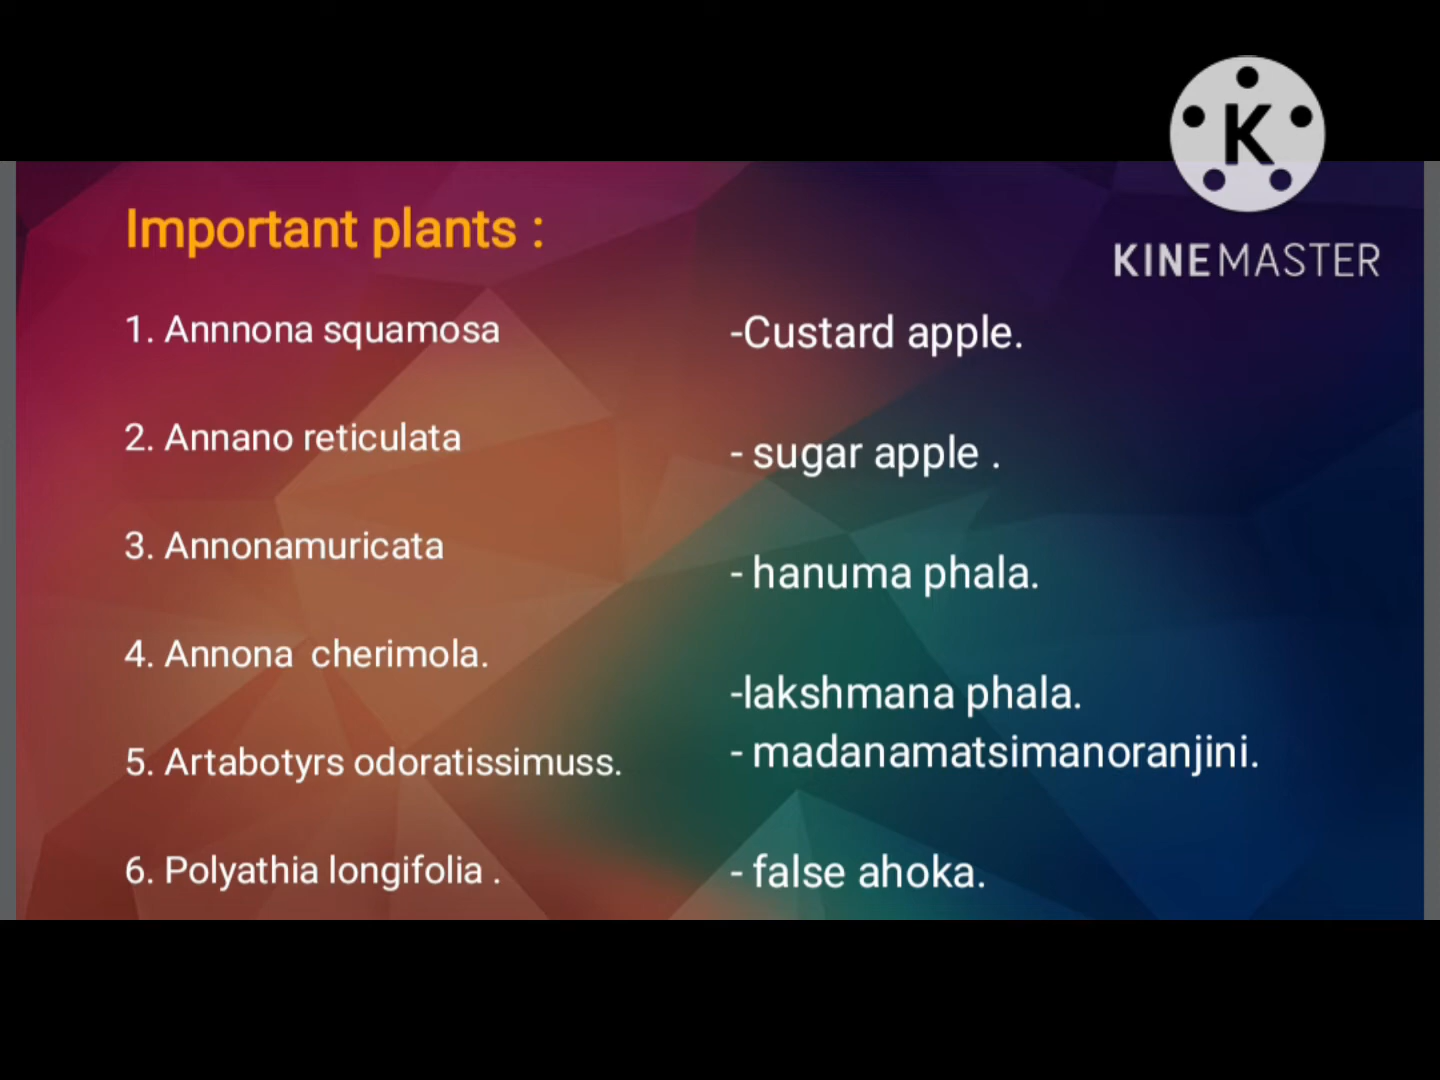 K
KINEMASTER
Important plants :
1. Annnona squamosa
-Custard apple.
2. Annano reticulata
- sugar apple .
3. Annonamuricata
- hanuma phala.
4. Annona  cherimola.
-lakshmana phala.
5. Artabotyrs odoratissimuss.
- madanamatsimanoranjini.
6. Polyathia longifolia .
- false ahoka.